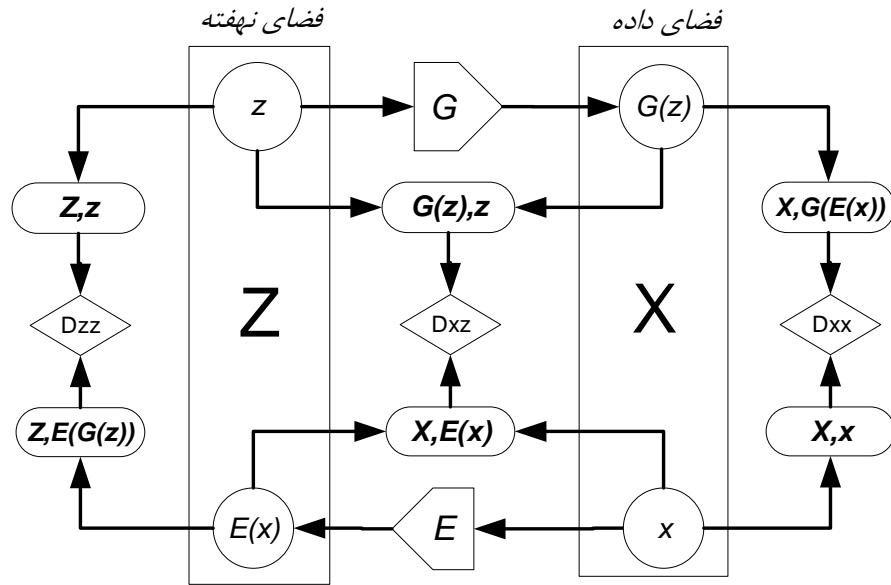 فضای نهفته
فضای داده
z
G
G(z)
Z,z
G(z),z
X,G(E(x))
Z
X
Dzz
Dxz
Dxx
Z,E(G(z))
X,E(x)
X,x
E(x)
E
x